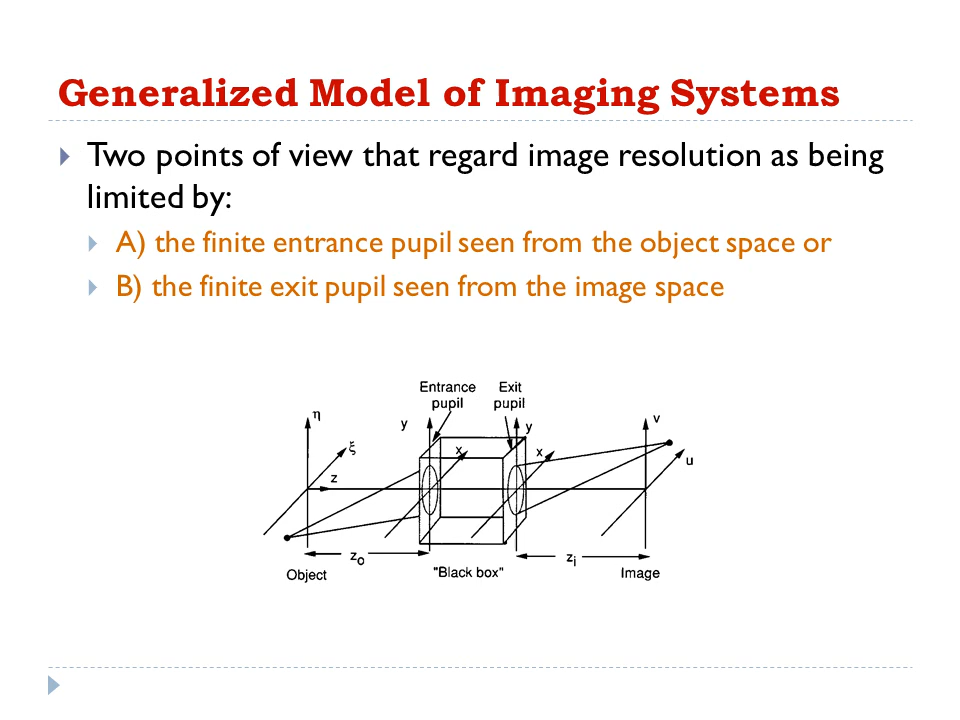 Generalized Model of Imaging Systems
Two points of view that regard image resolution as being
limited by:
A) the finite entrance pupil seen from the object space or
B) the finite exit pupil seen from the image space
Entrance
pupil
Exit
pupil
η
ξ
z
y
x
y
x
v
u
zo
zi
Object
"Black box"
Image